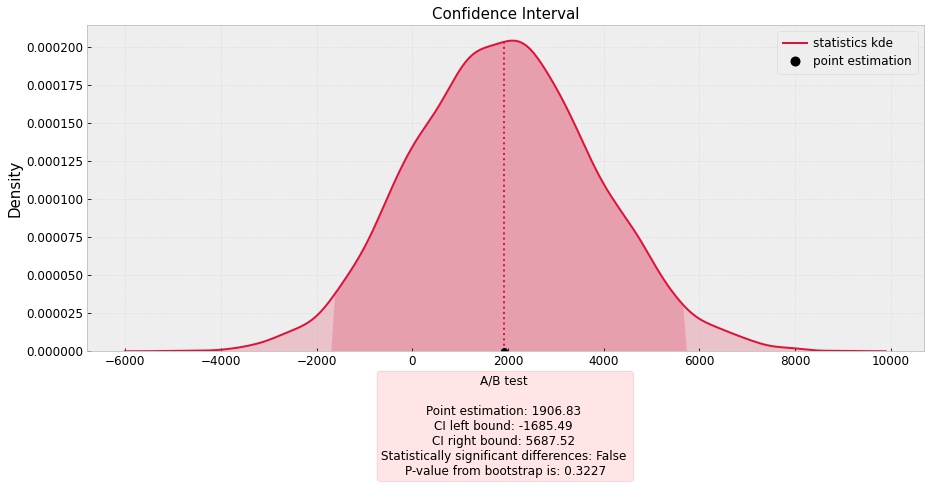 Confidence Interval
statistics kde
point estimation
Density
0.000200
0.000175
0.000150
0.000125
0.000100
0.000075
0.000050
0.000025
0.000000
−6000
−4000
−2000
0
2000
4000
6000
8000
10000
A/B test
Point estimation: 1906.83
CI left bound: -1685.49
CI right bound: 5687.52
Statistically significant differences: False
P-value from bootstrap is: 0.3227